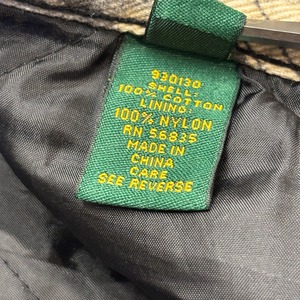 930130
SHELL:
100% COTTON
LINING:
100% NYLON
RN 56835
MADE IN
CHINA
CARE
SEE REVERSE